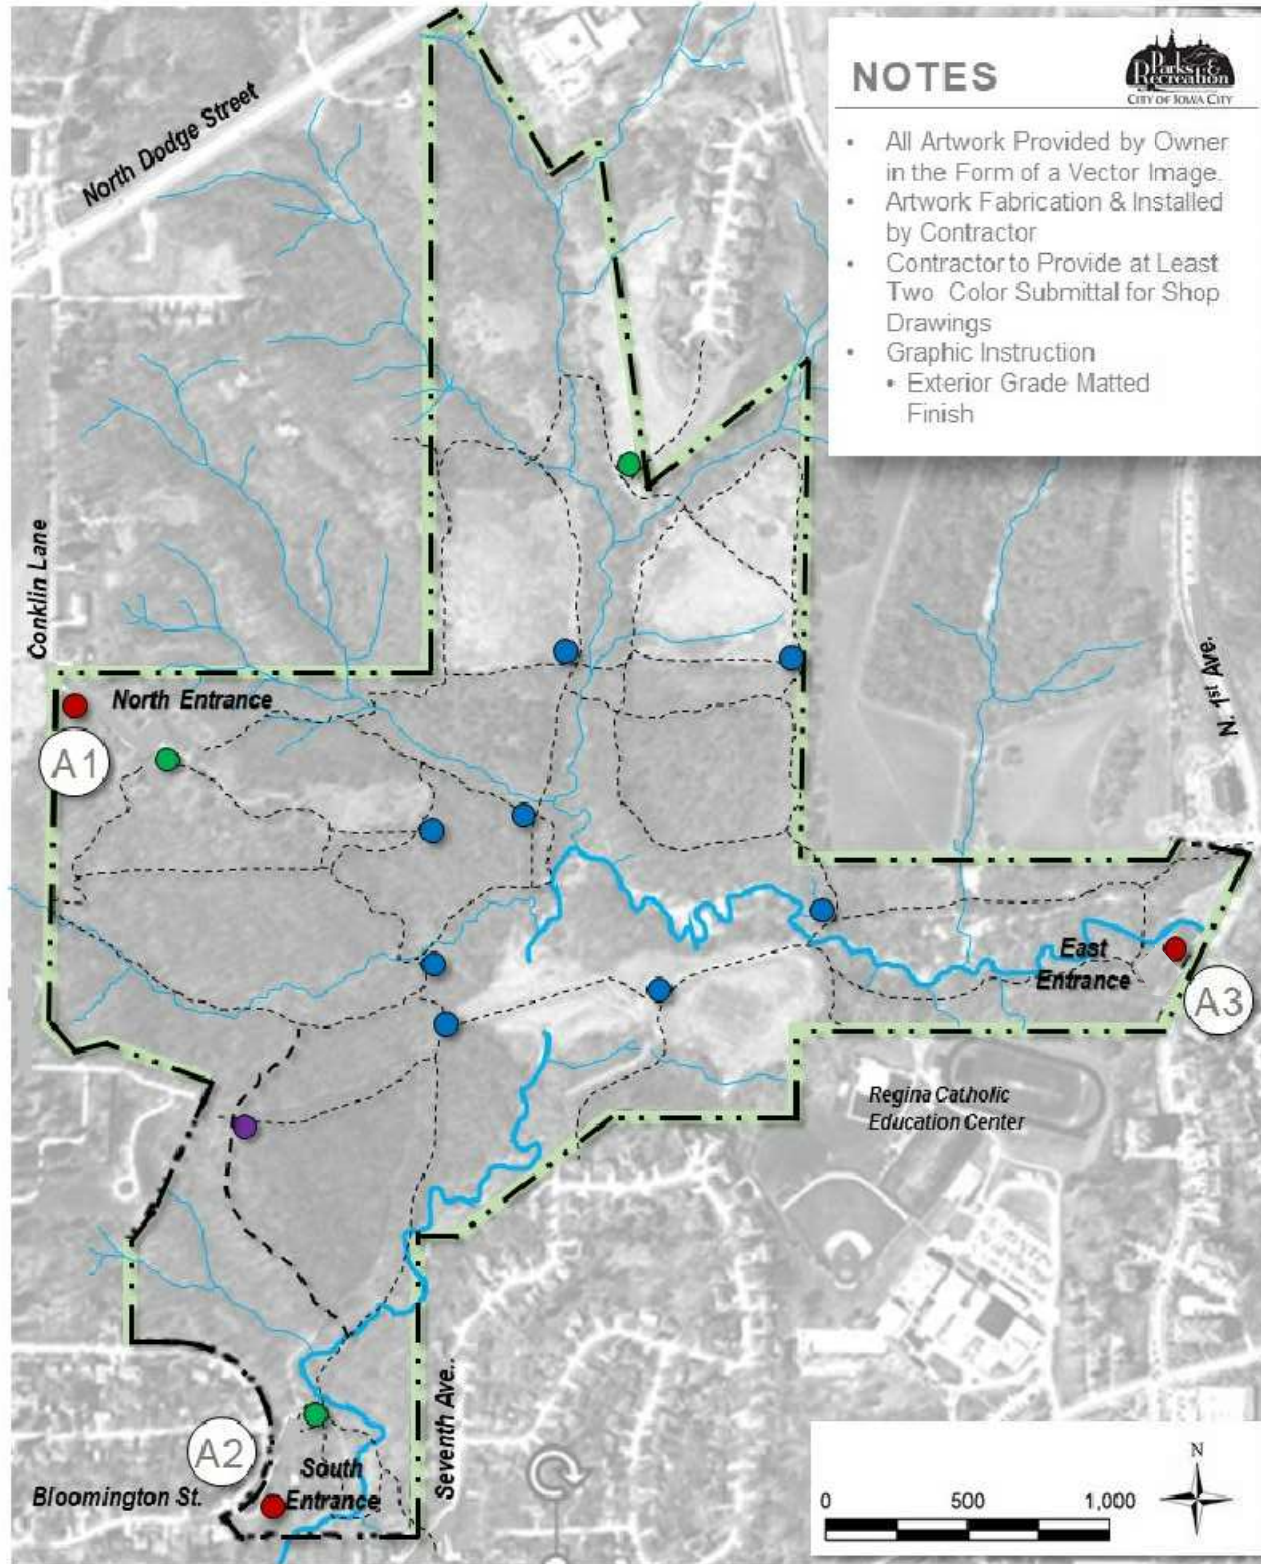 NOTES
Parks &
Recreation
CITY OF IOWA CITY
• All Artwork Provided by Owner
in the Form of a Vector Image.
• Artwork Fabrication & Installed
by Contractor
• Contractor to Provide at Least
Two Color Submittal for Shop
Drawings
• Graphic Instruction
• Exterior Grade Matted
Finish
North Dodge Street
Conklin Lane
N. 1st Ave.
North Entrance
A1
East
Entrance
A3
Regina Catholic
Education Center
Seventh Ave..
A2
South
Entrance
Bloomington St.
N
0 500 1,000